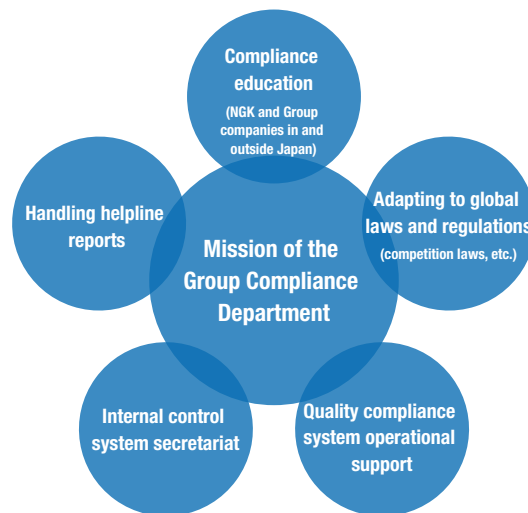 Compliance
education
(NGK and Group
companies in and
outside Japan)
Handling helpline
reports
Adapting to global
laws and regulations
(competition laws, etc.)
Mission of the
Group Compliance
Department
Internal control
system secretariat
Quality compliance
system operational
support